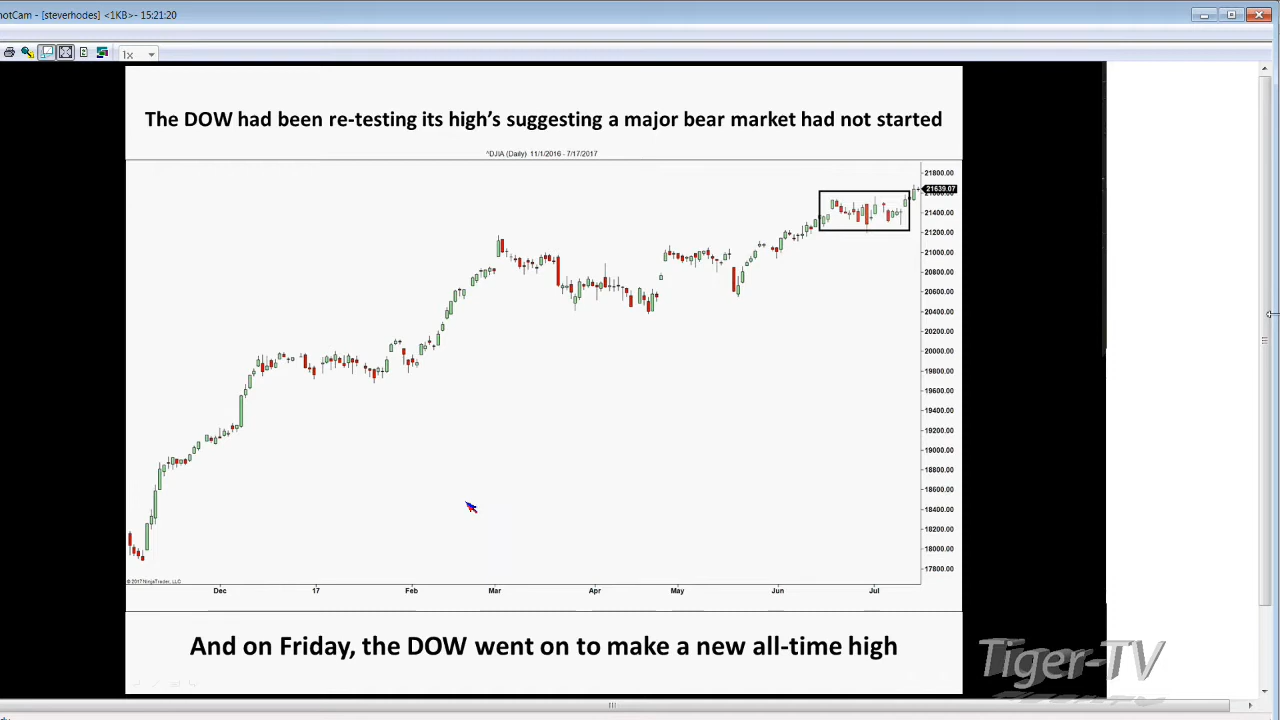 notCam - [steverhodes] <1KB>- 15:21:20
1x
The DOW had been re-testing its high's suggesting a major bear market had not started
^DJIA (Daily) 11/1/2016 - 7/17/2017
21800.00
21639.07
21400.00
21200.00
21000.00
20800.00
20600.00
20400.00
20200.00
20000.00
19800.00
19600.00
19400.00
19200.00
19000.00
18800.00
18600.00
18400.00
18200.00
18000.00
17800.00
© 2017 NinjaTrader, LLC
Dec 17 Feb Mar Apr May Jun Jul
And on Friday, the DOW went on to make a new all-time high
Tiger-TV